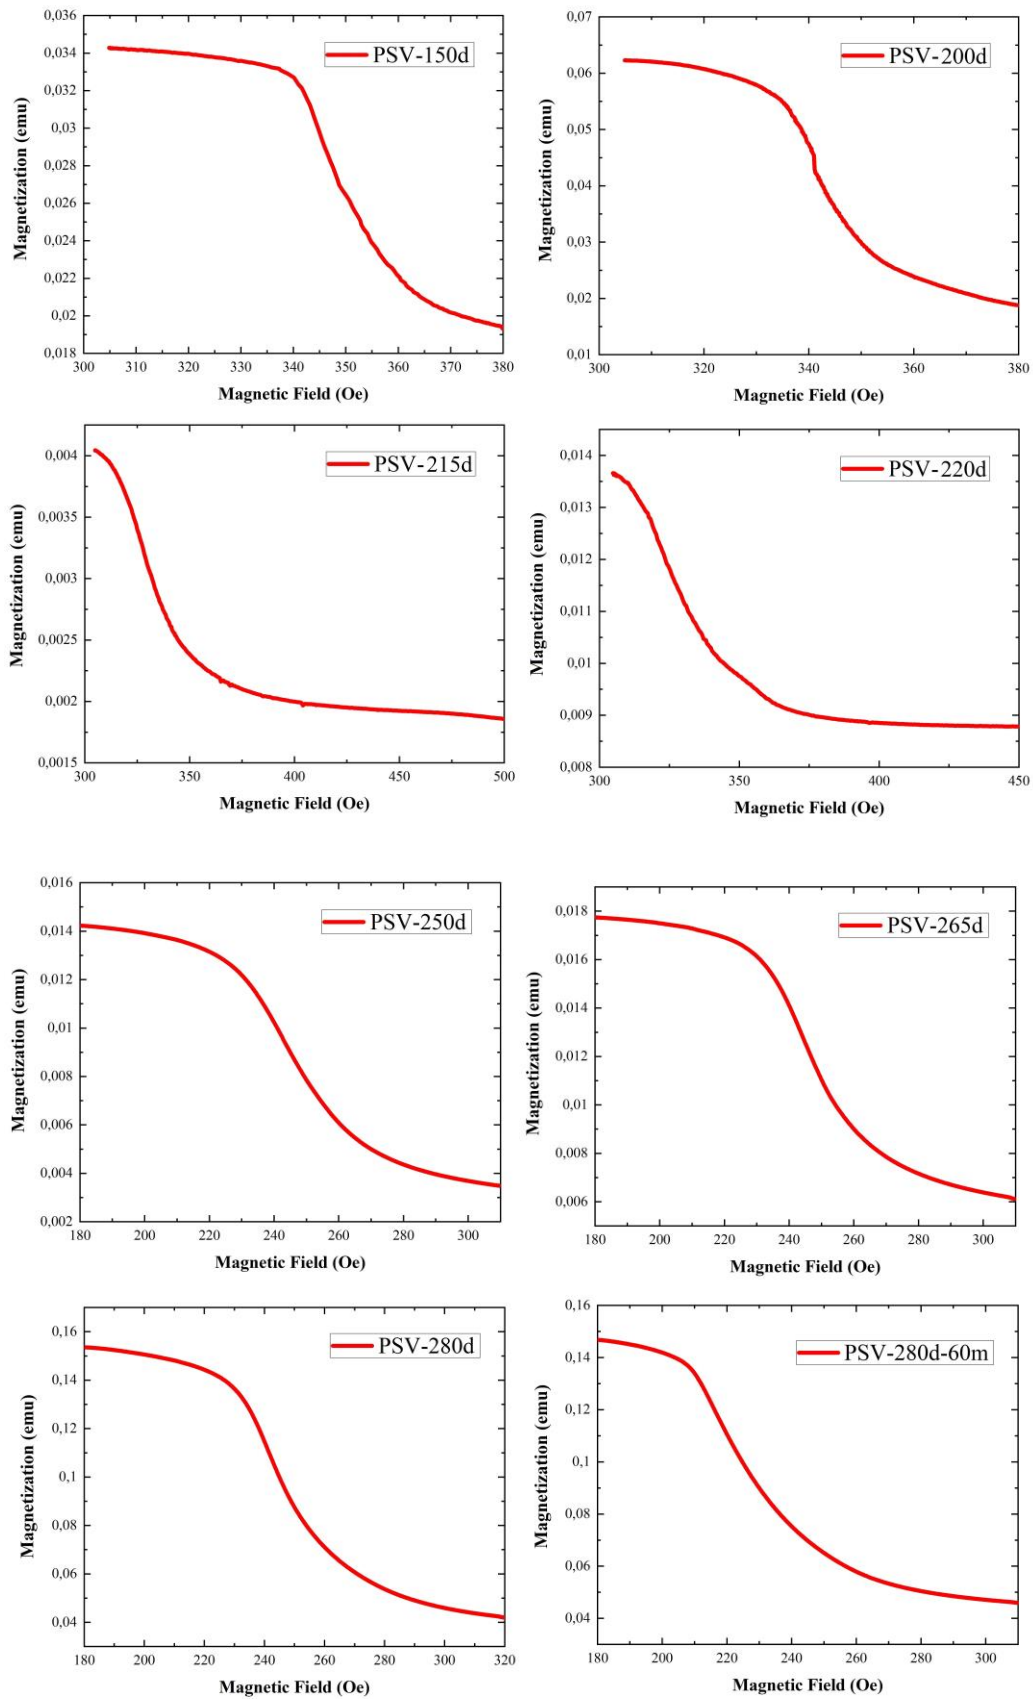 PSV-150d
Magnetization (emu)
0,036
0,034
0,032
0,03
0,028
0,026
0,024
0,022
0,02
0,018
300 310 320 330 340 350 360 370 380
Magnetic Field (Oe)
PSV-200d
Magnetization (emu)
0,07
0,06
0,05
0,04
0,03
0,02
0,01
300 320 340 360 380
Magnetic Field (Oe)
PSV-215d
Magnetization (emu)
0,004
0,0035
0,003
0,0025
0,002
0,0015
300 350 400 450 500
Magnetic Field (Oe)
PSV-220d
Magnetization (emu)
0,014
0,013
0,012
0,011
0,01
0,009
0,008
300 350 400 450
Magnetic Field (Oe)
PSV-250d
Magnetization (emu)
0,016
0,014
0,012
0,01
0,008
0,006
0,004
0,002
180 200 220 240 260 280 300
Magnetic Field (Oe)
PSV-265d
Magnetization (emu)
0,018
0,016
0,014
0,012
0,01
0,008
0,006
180 200 220 240 260 280 300
Magnetic Field (Oe)
PSV-280d
Magnetization (emu)
0,16
0,14
0,12
0,1
0,08
0,06
0,04
180 200 220 240 260 280 300 320
Magnetic Field (Oe)
PSV-280d-60m
Magnetization (emu)
0,16
0,14
0,12
0,1
0,08
0,06
0,04
180 200 220 240 260 280 300
Magnetic Field (Oe)